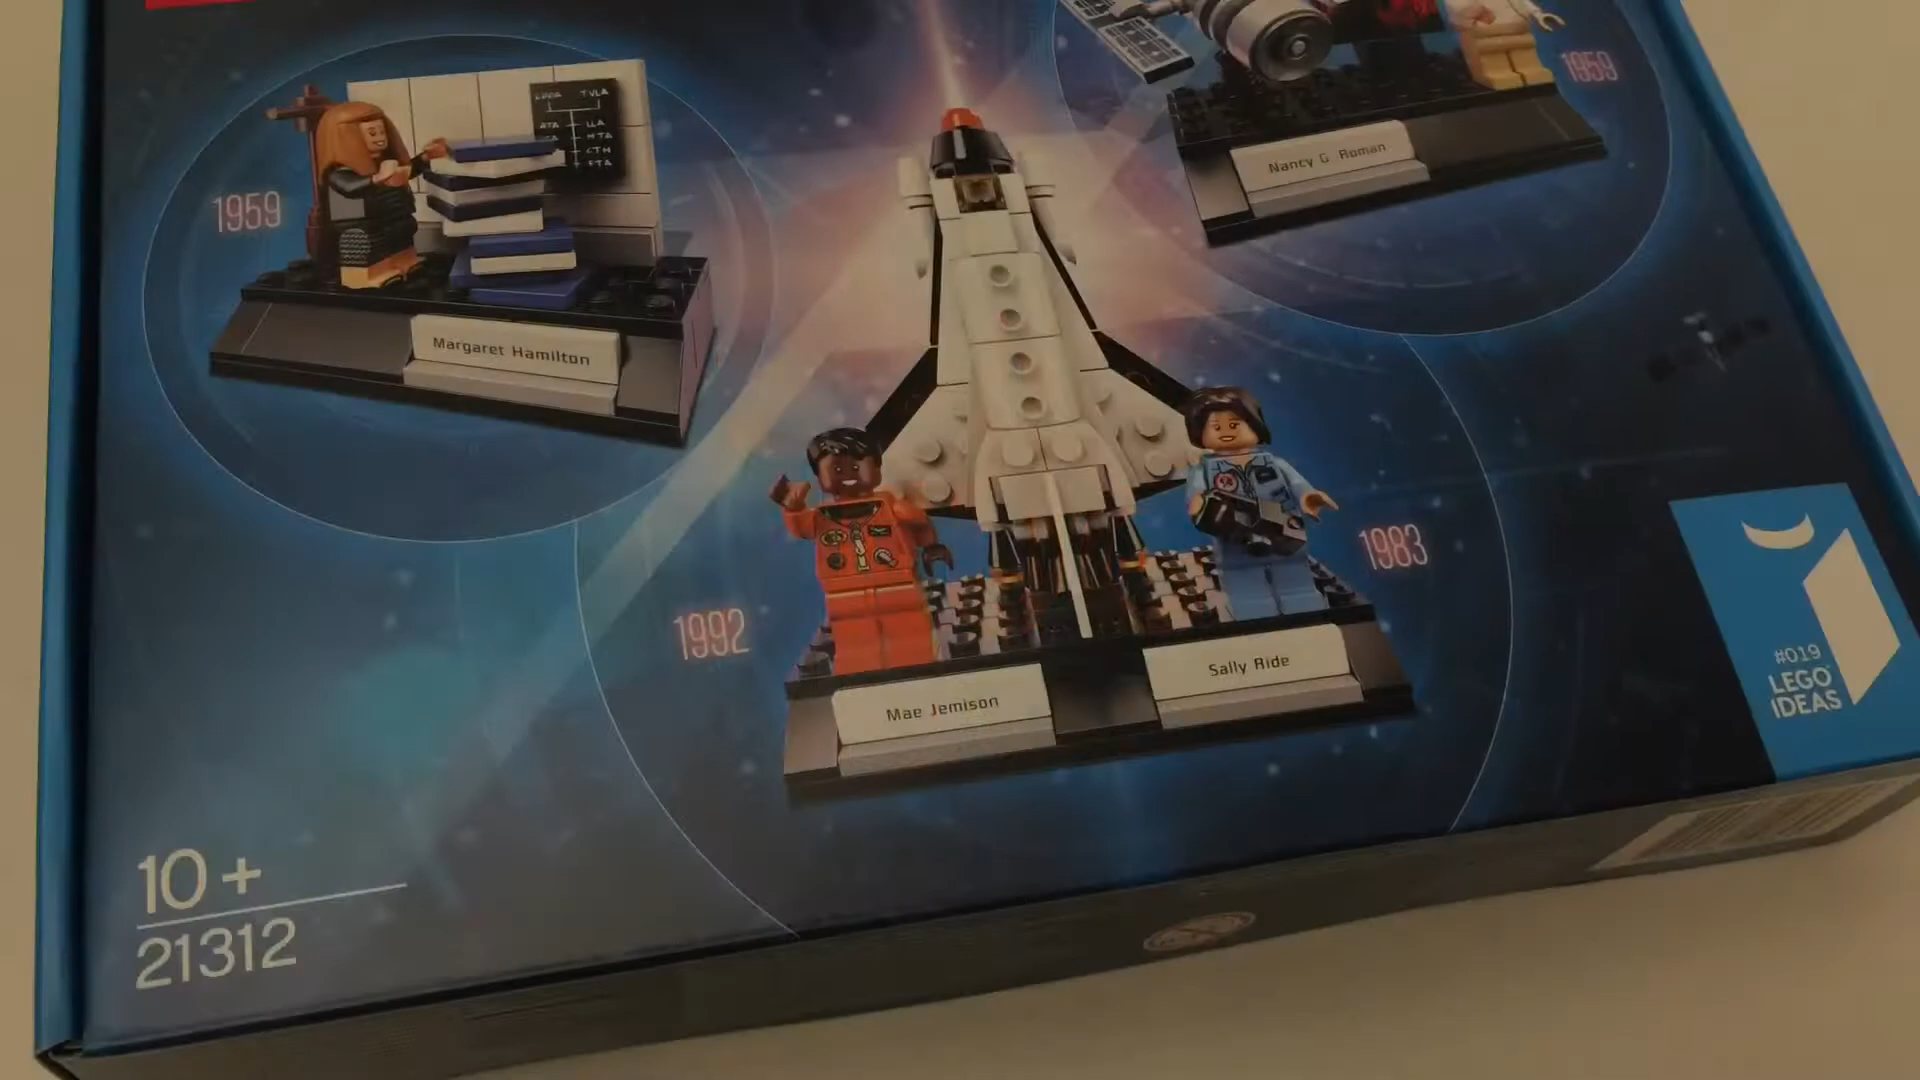 1959
Nancy G. Roman
1959
Margaret Hamilton
1983
1992
Sally Ride
Mae Jemison
#019
LEGO
IDEAS
10+
21312